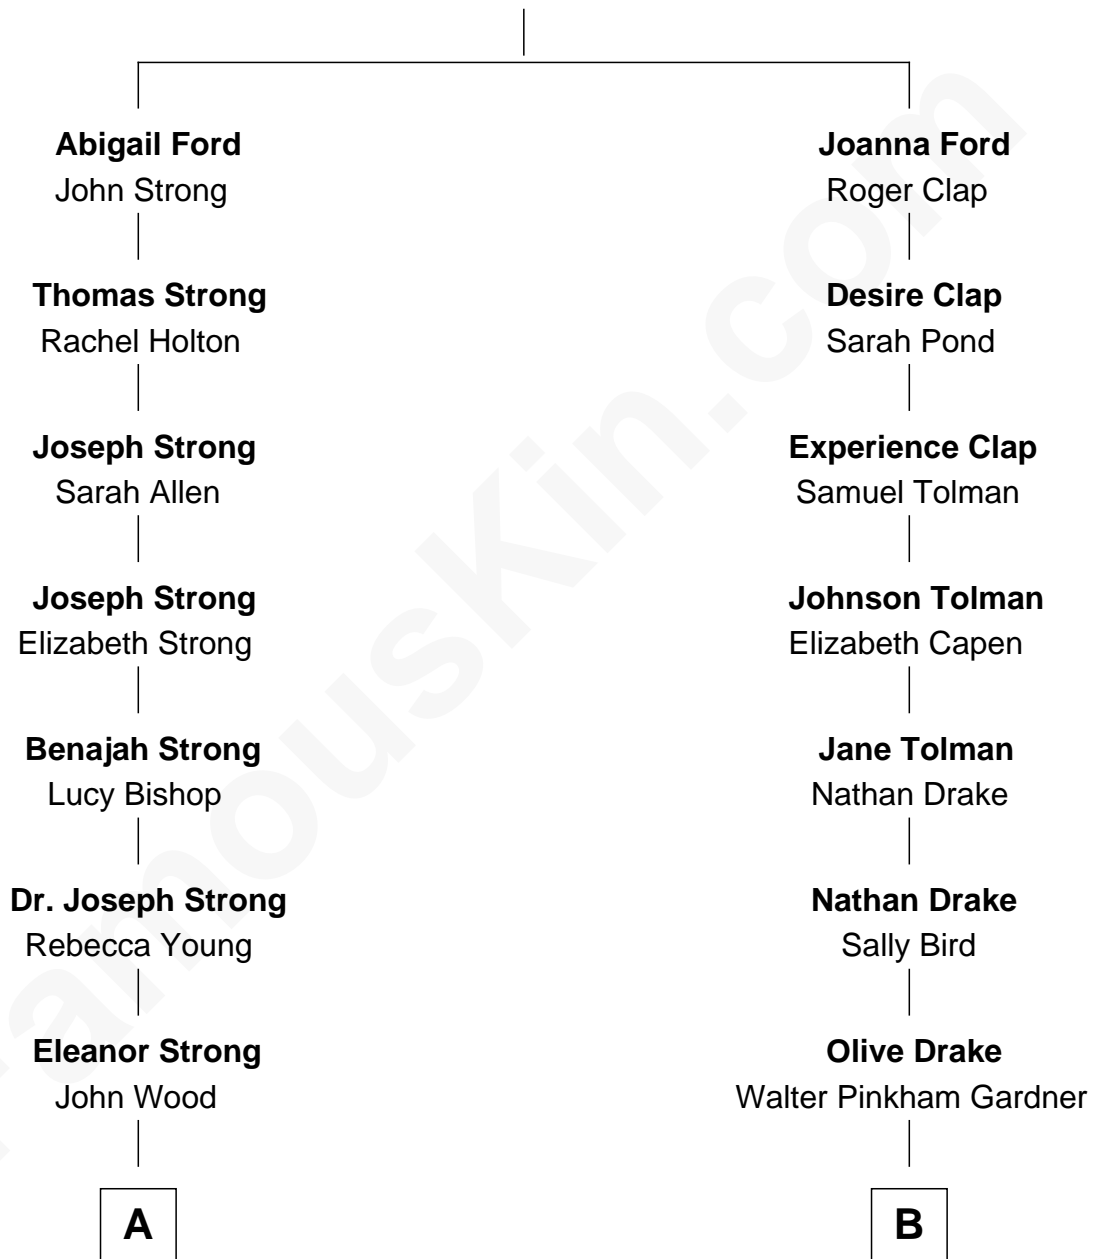 Abigail Ford
John Strong
Joanna Ford
Roger Clap
Thomas Strong
Rachel Holton
Desire Clap
Sarah Pond
Joseph Strong
Sarah Allen
Experience Clap
Samuel Tolman
Joseph Strong
Elizabeth Strong
Johnson Tolman
Elizabeth Capen
Benajah Strong
Lucy Bishop
Jane Tolman
Nathan Drake
Dr. Joseph Strong
Rebecca Young
Nathan Drake
Sally Bird
Eleanor Strong
John Wood
Olive Drake
Walter Pinkham Gardner
A
B
FamousKin.com